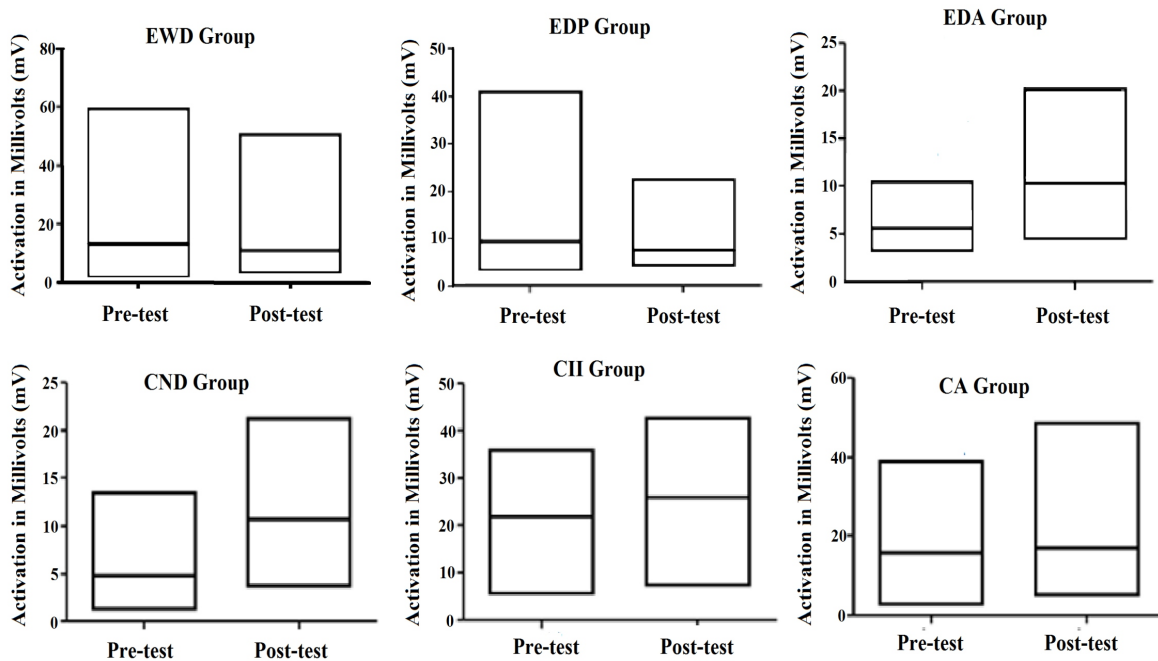 EWD Group
Activation in Millivolts (mV)
80
60
40
20
0
Pre-test Post-test
EDP Group
Activation in Millivolts (mV)
50
40
30
20
10
0
Pre-test Post-test
EDA Group
Activation in Millivolts (mV)
25
20
15
10
5
0
Pre-test Post-test
CND Group
Activation in Millivolts (mV)
25
20
15
10
5
0
Pre-test Post-test
CII Group
Activation in Millivolts (mV)
50
40
30
20
10
0
Pre-test Post-test
CA Group
Activation in Millivolts (mV)
60
40
20
0
Pre-test Post-test